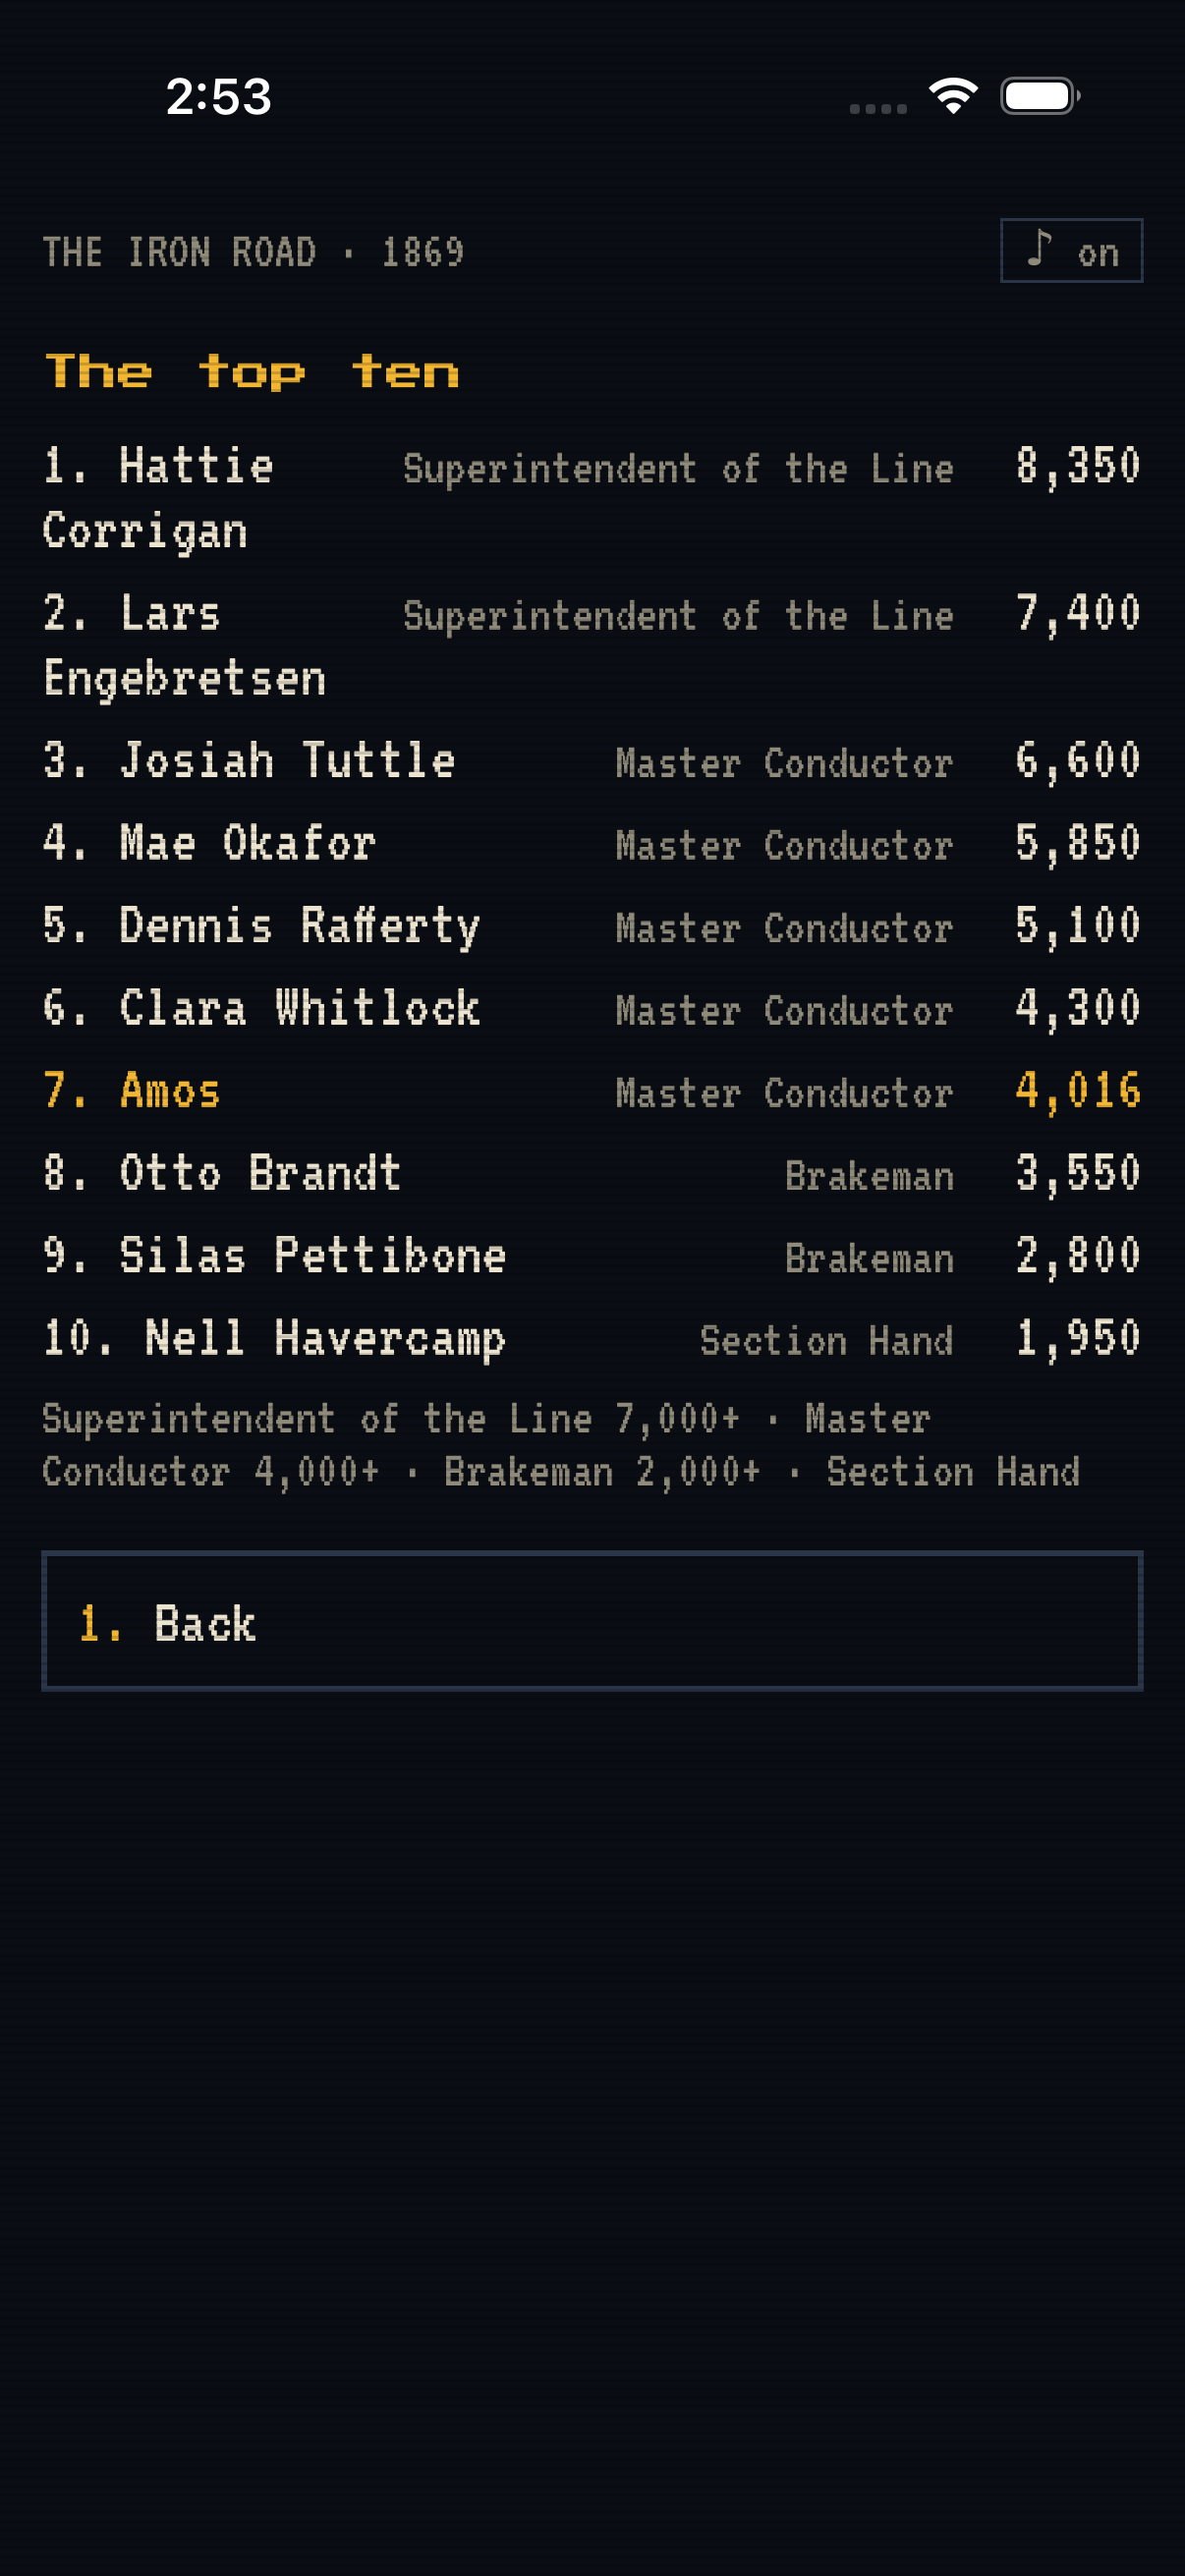 2:53
THE IRON ROAD · 1869 ♪ on
The top ten
1. Hattie Corrigan Superintendent of the Line 8,350
2. Lars Engebretsen Superintendent of the Line 7,400
3. Josiah Tuttle Master Conductor 6,600
4. Mae Okafor Master Conductor 5,850
5. Dennis Rafferty Master Conductor 5,100
6. Clara Whitlock Master Conductor 4,300
7. Amos Master Conductor 4,016
8. Otto Brandt Brakeman 3,550
9. Silas Pettibone Brakeman 2,800
10. Nell Havercamp Section Hand 1,950
Superintendent of the Line 7,000+ · Master
Conductor 4,000+ · Brakeman 2,000+ · Section Hand
1. Back